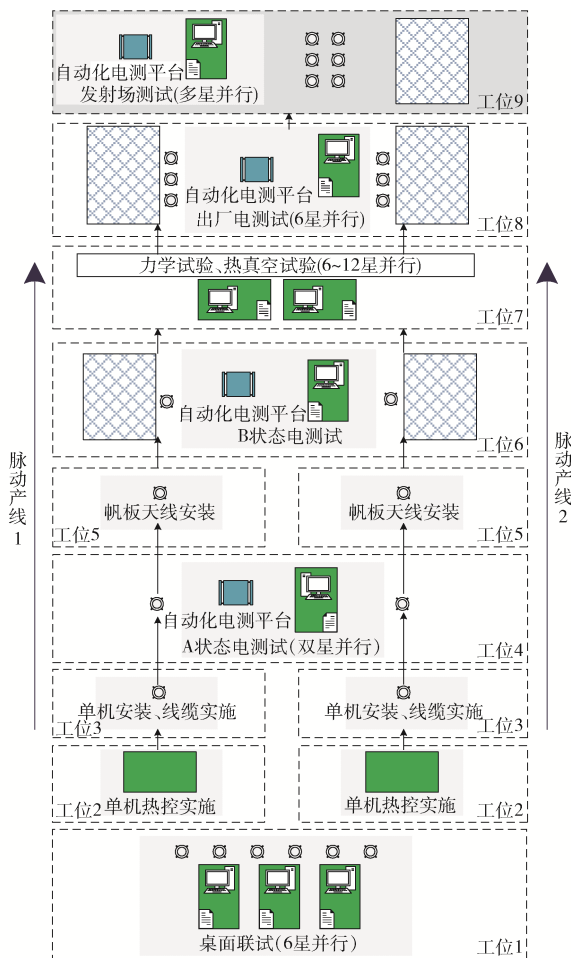 自动化电测平台
发射场测试(多星并行)
工位9
自动化电测平台
出厂电测试(6星并行)
工位8
力学试验、热真空试验(6~12星并行)
工位7
自动化电测平台
B状态电测试
工位6
脉动产线1
脉动产线2
帆板天线安装
工位5
帆板天线安装
工位5
自动化电测平台
A状态电测试(双星并行)
工位4
单机安装、线缆实施
工位3
单机安装、线缆实施
工位3
单机热控实施
工位2
单机热控实施
工位2
桌面联试(6星并行)
工位1